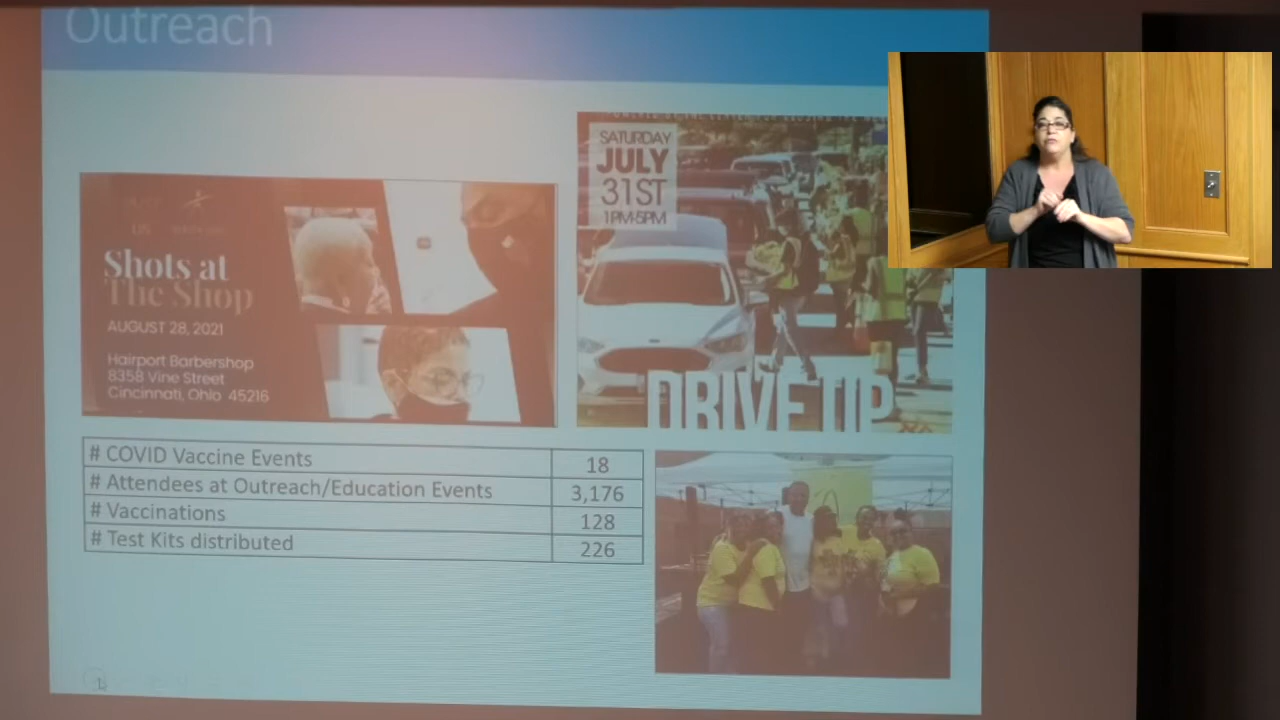 Outreach
Shots at
The Shop
AUGUST 28, 2021
Hairport Barbershop
8358 Vine Street
Cincinnati, Ohio 45216
SATURDAY
JULY
31ST
1PM-5PM
DRIVE UP
# COVID Vaccine Events 18
# Attendees at Outreach/Education Events 3,176
# Vaccinations 128
# Test Kits distributed 226